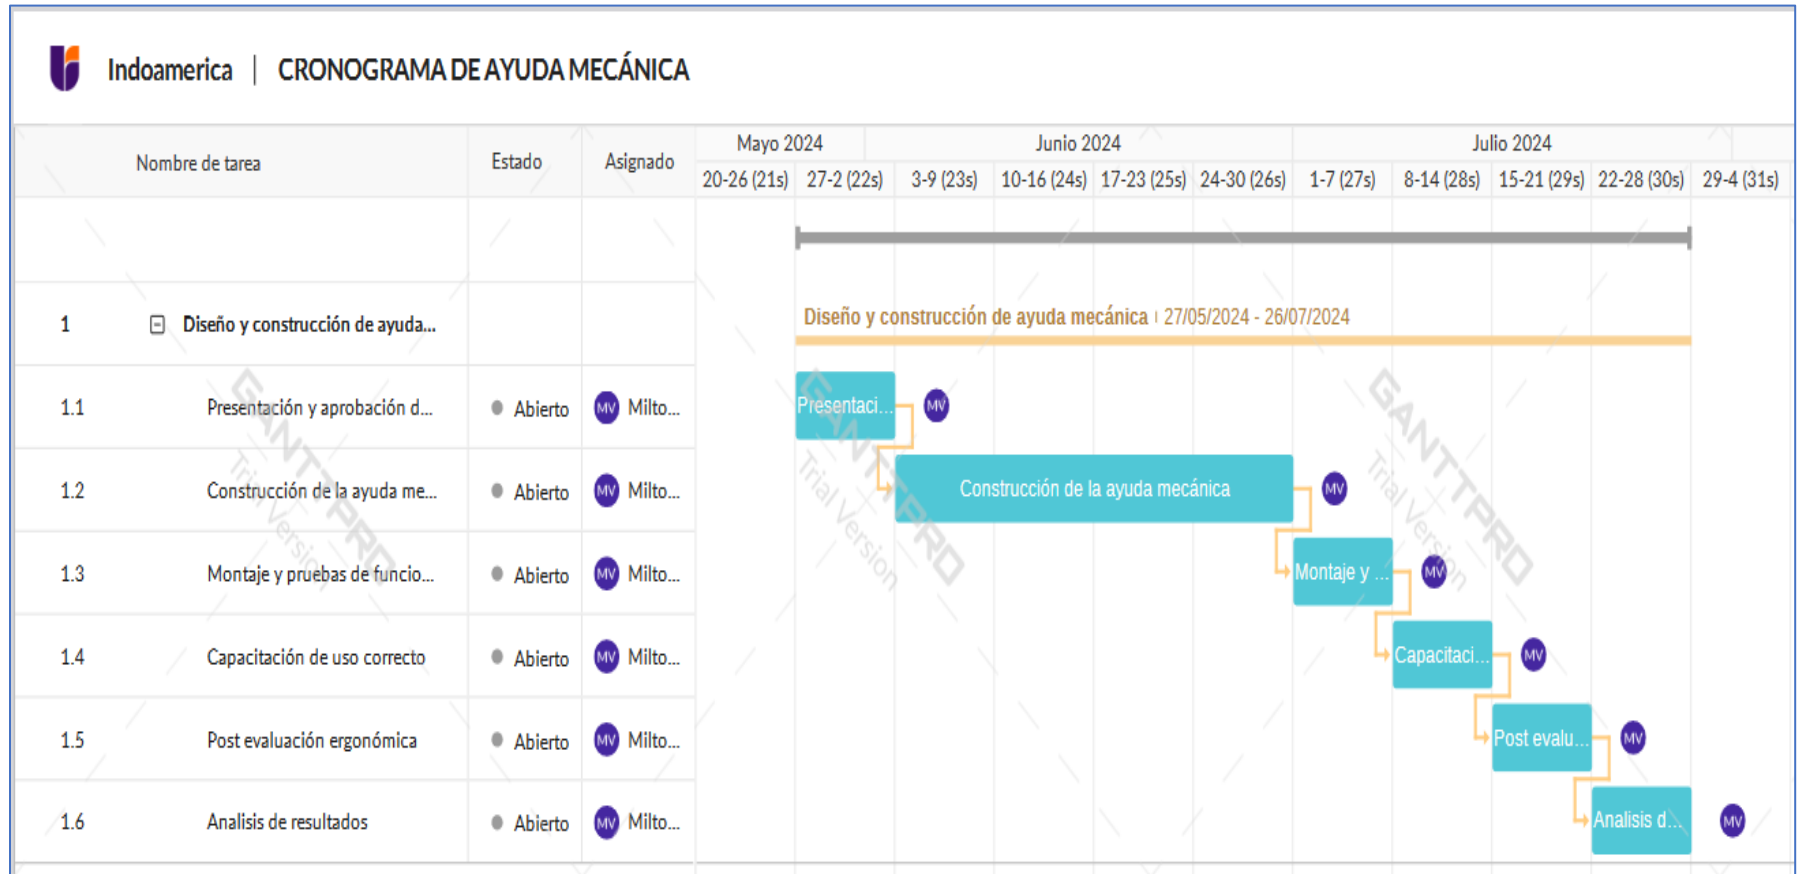 Indoamerica | CRONOGRAMA DE AYUDA MECÁNICA
Nombre de tarea Estado Asignado Mayo 2024 Junio 2024 Julio 2024
20-26 (21s) 27-2 (22s) 3-9 (23s) 10-16 (24s) 17-23 (25s) 24-30 (26s) 1-7 (27s) 8-14 (28s) 15-21 (29s) 22-28 (30s) 29-4 (31s)
1 Diseño y construcción de ayuda... Diseño y construcción de ayuda mecánica 27/05/2024 - 26/07/2024
1.1 Presentación y aprobación d... Abierto MV Milto... Presentaci... MV
1.2 Construcción de la ayuda me... Abierto MV Milto... Construcción de la ayuda mecánica MV
1.3 Montaje y pruebas de funcio... Abierto MV Milto... Montaje y ... MV
1.4 Capacitación de uso correcto Abierto MV Milto... Capacitaci... MV
1.5 Post evaluación ergonómica Abierto MV Milto... Post evalu... MV
1.6 Analisis de resultados Abierto MV Milto... Analisis d... MV
GANTTPRO
Trial Version
GANTTPRO
Trial Version
GANTTPRO
Trial Version